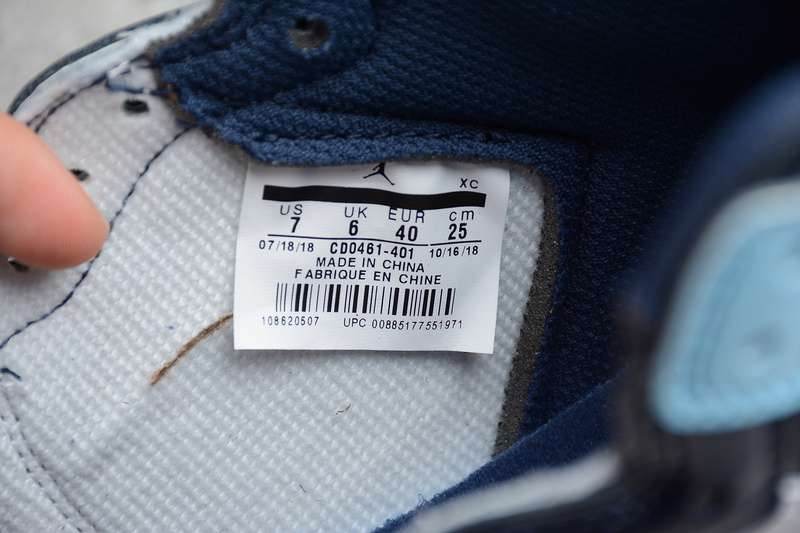 XC
US UK EUR cm
7 6 40 25
07/18/18 CD0461-401 10/16/18
MADE IN CHINA
FABRIQUE EN CHINE
108620507 UPC 00885177551971